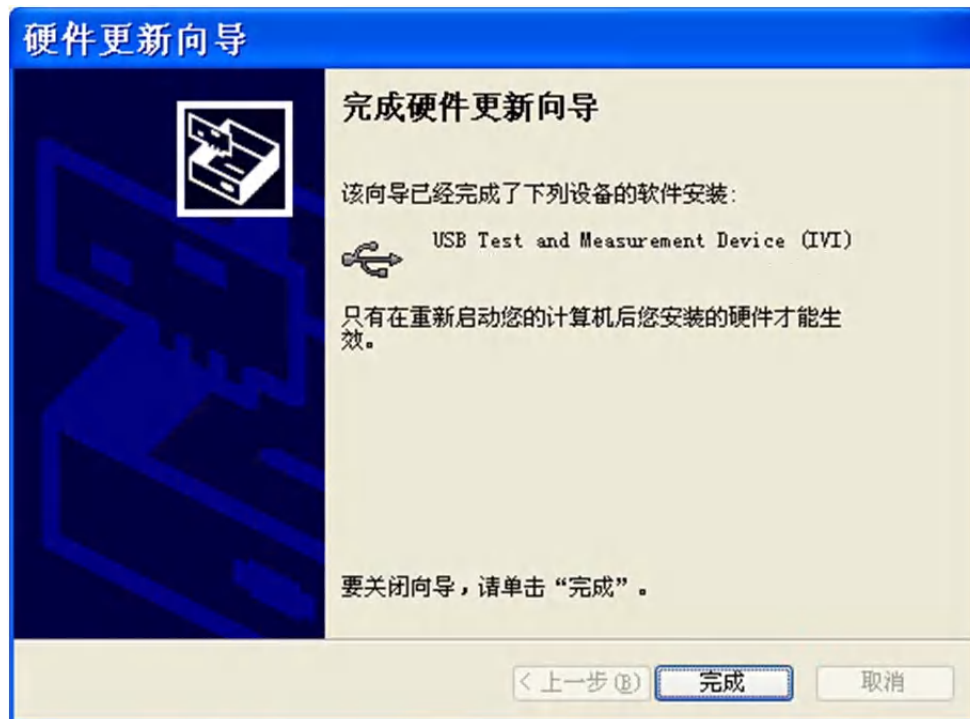 硬件更新向导
完成硬件更新向导
该向导已经完成了下列设备的软件安装:
USB Test and Measurement Device (IVI)
只有在重新启动您的计算机后您安装的硬件才能生
效。
要关闭向导,请单击“完成”。
< 上一步(B)
完成
取消